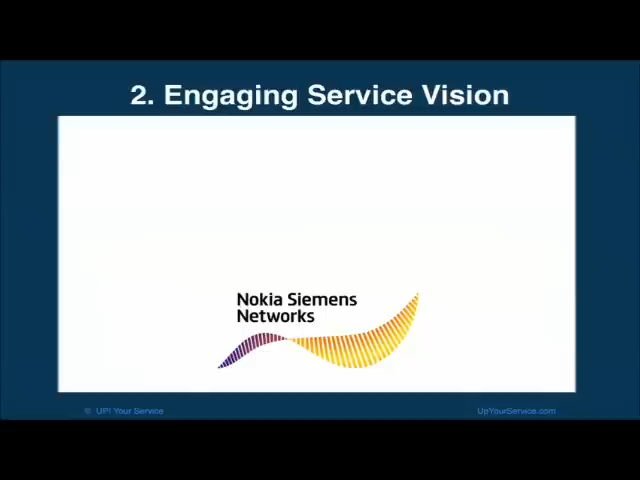 2. Engaging Service Vision
Nokia Siemens
Networks
© UP! Your Service
UpYourService.com